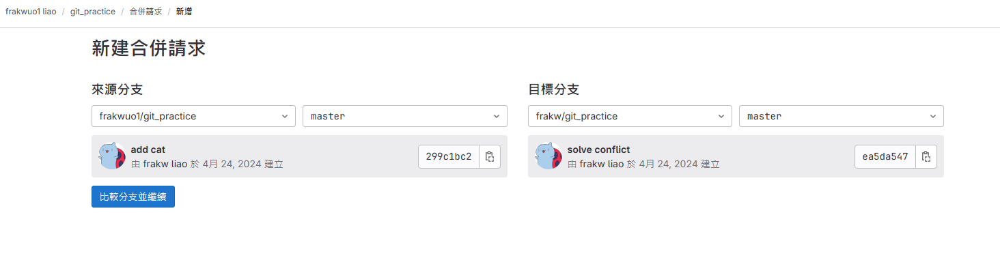 frakwuo1 liao / git_practice / 合併請求 / 新增
新建合併請求
來源分支
frakwuo1/git_practice
master
add cat
由 frakw liao 於 4月 24, 2024 建立
299c1bc2
目標分支
frakw/git_practice
master
solve conflict
由 frakw liao 於 4月 24, 2024 建立
ea5da547
比較分支並繼續